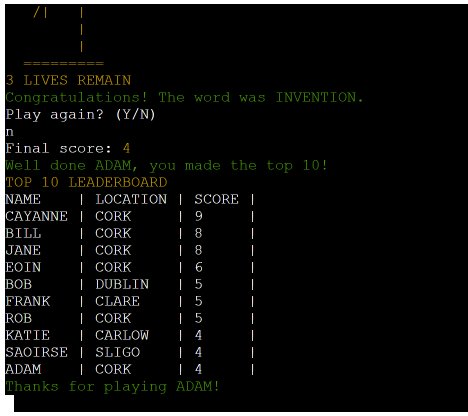 /|    |
      |
      |
=========
3 LIVES REMAIN
Congratulations! The word was INVENTION.
Play again? (Y/N)
n
Final score: 4
Well done ADAM, you made the top 10!
TOP 10 LEADERBOARD
NAME    | LOCATION | SCORE |
CAYANNE | CORK     | 9     |
BILL    | CORK     | 8     |
JANE    | CORK     | 8     |
EOIN    | CORK     | 6     |
BOB     | DUBLIN   | 5     |
FRANK   | CLARE    | 5     |
ROB     | CORK     | 5     |
KATIE   | CARLOW   | 4     |
SAOIRSE | SLIGO    | 4     |
ADAM    | CORK     | 4     |
Thanks for playing ADAM!